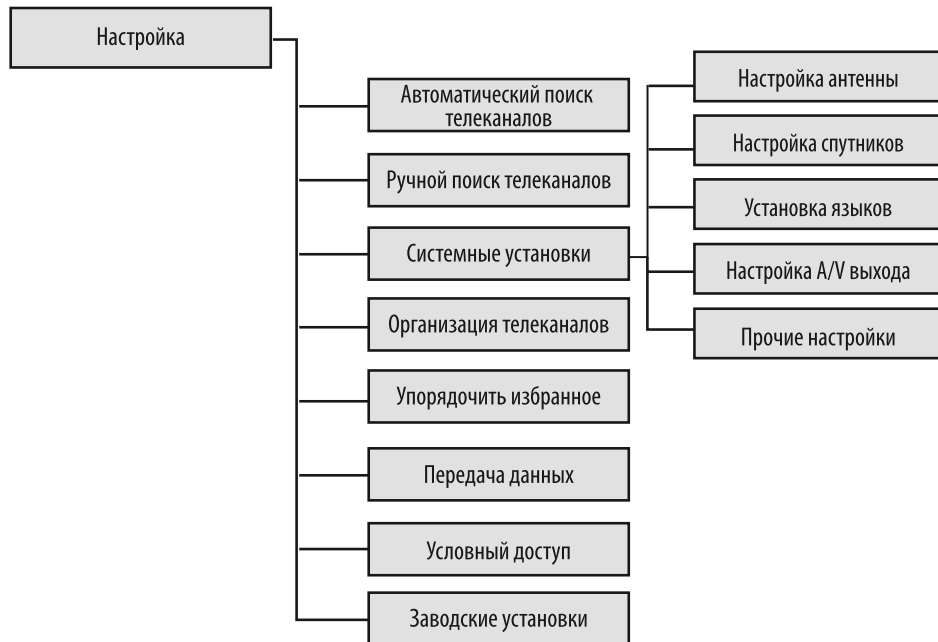 Настройка
Автоматический поиск
телеканалов
Ручной поиск телеканалов
Системные установки
Организация телеканалов
Упорядочить избранное
Передача данных
Условный доступ
Заводские установки
Настройка антенны
Настройка спутников
Установка языков
Настройка A/V выхода
Прочие настройки